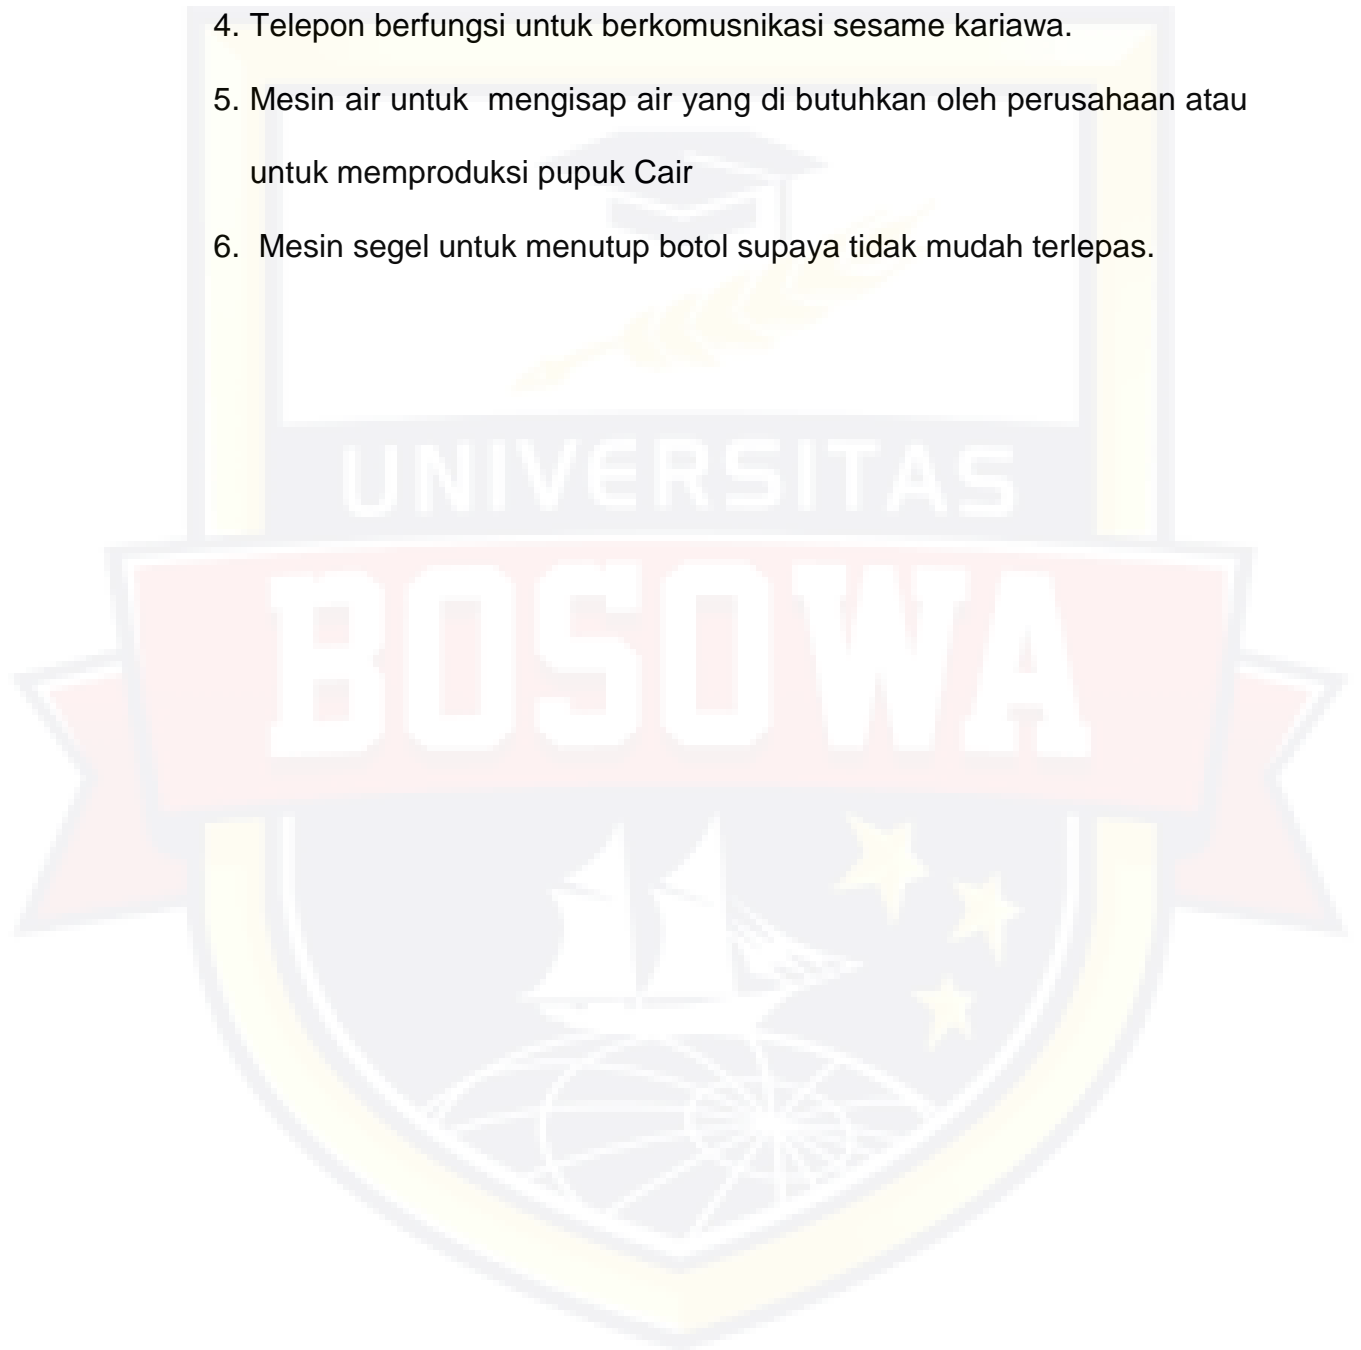 4. Telepon berfungsi untuk berkomusnikasi sesame kariawa.
5. Mesin air untuk  mengisap air yang di butuhkan oleh perusahaan atau
untuk memproduksi pupuk Cair
6.  Mesin segel untuk menutup botol supaya tidak mudah terlepas.
UNIVERSITAS
BOSOWA